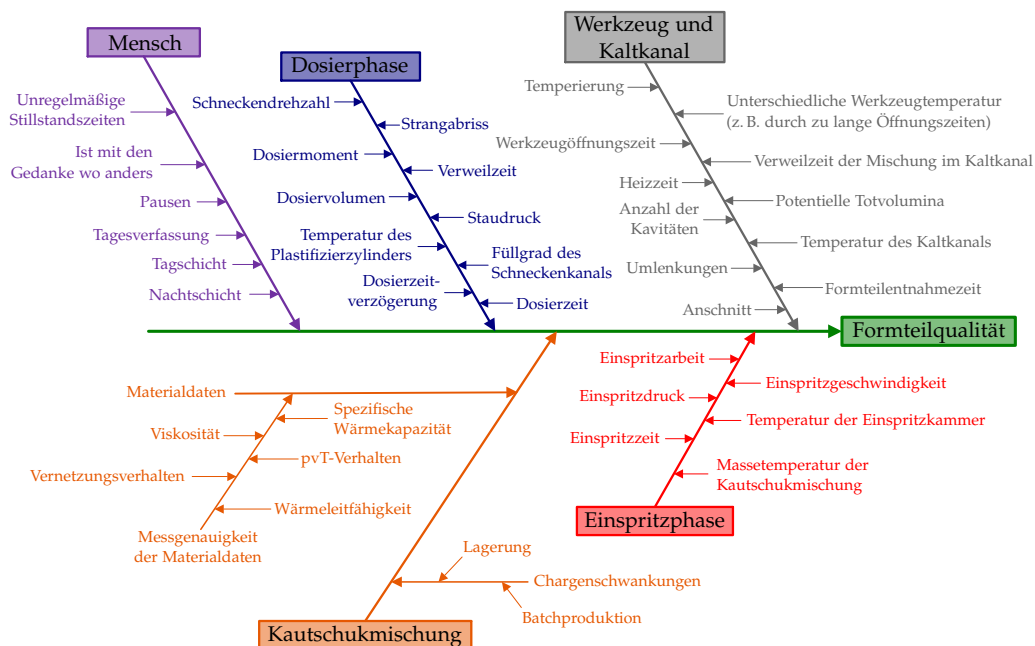 Mensch
Unregelmäßige
Stillstandszeiten
Ist mit den
Gedanke wo anders
Pausen
Tagesverfassung
Tagschicht
Nachtschicht
Dosierphase
Schneckendrehzahl
Strangabriss
Dosiermoment
Verweilzeit
Dosiervolumen
Staudruck
Temperatur des
Plastifizierzylinders
Füllgrad des
Schneckenkanals
Dosierzeit-
verzögerung
Dosierzeit
Werkzeug und
Kaltkanal
Temperierung
Unterschiedliche Werkzeugtemperatur
(z. B. durch zu lange Öffnungszeiten)
Werkzeugöffnungszeit
Verweilzeit der Mischung im Kaltkanal
Heizzeit
Potentielle Totvolumina
Anzahl der
Kavitäten
Temperatur des Kaltkanals
Umlenkungen
Formteilentnahmezeit
Anschnitt
Formteilqualität
Materialdaten
Spezifische
Wärmekapazität
Viskosität
pvT-Verhalten
Vernetzungsverhalten
Wärmeleitfähigkeit
Messgenauigkeit
der Materialdaten
Lagerung
Chargenschwankungen
Batchproduktion
Kautschukmischung
Einspritzarbeit
Einspritzgeschwindigkeit
Einspritzdruck
Temperatur der Einspritzkammer
Einspritzzeit
Massetemperatur der
Kautschukmischung
Einspritzphase